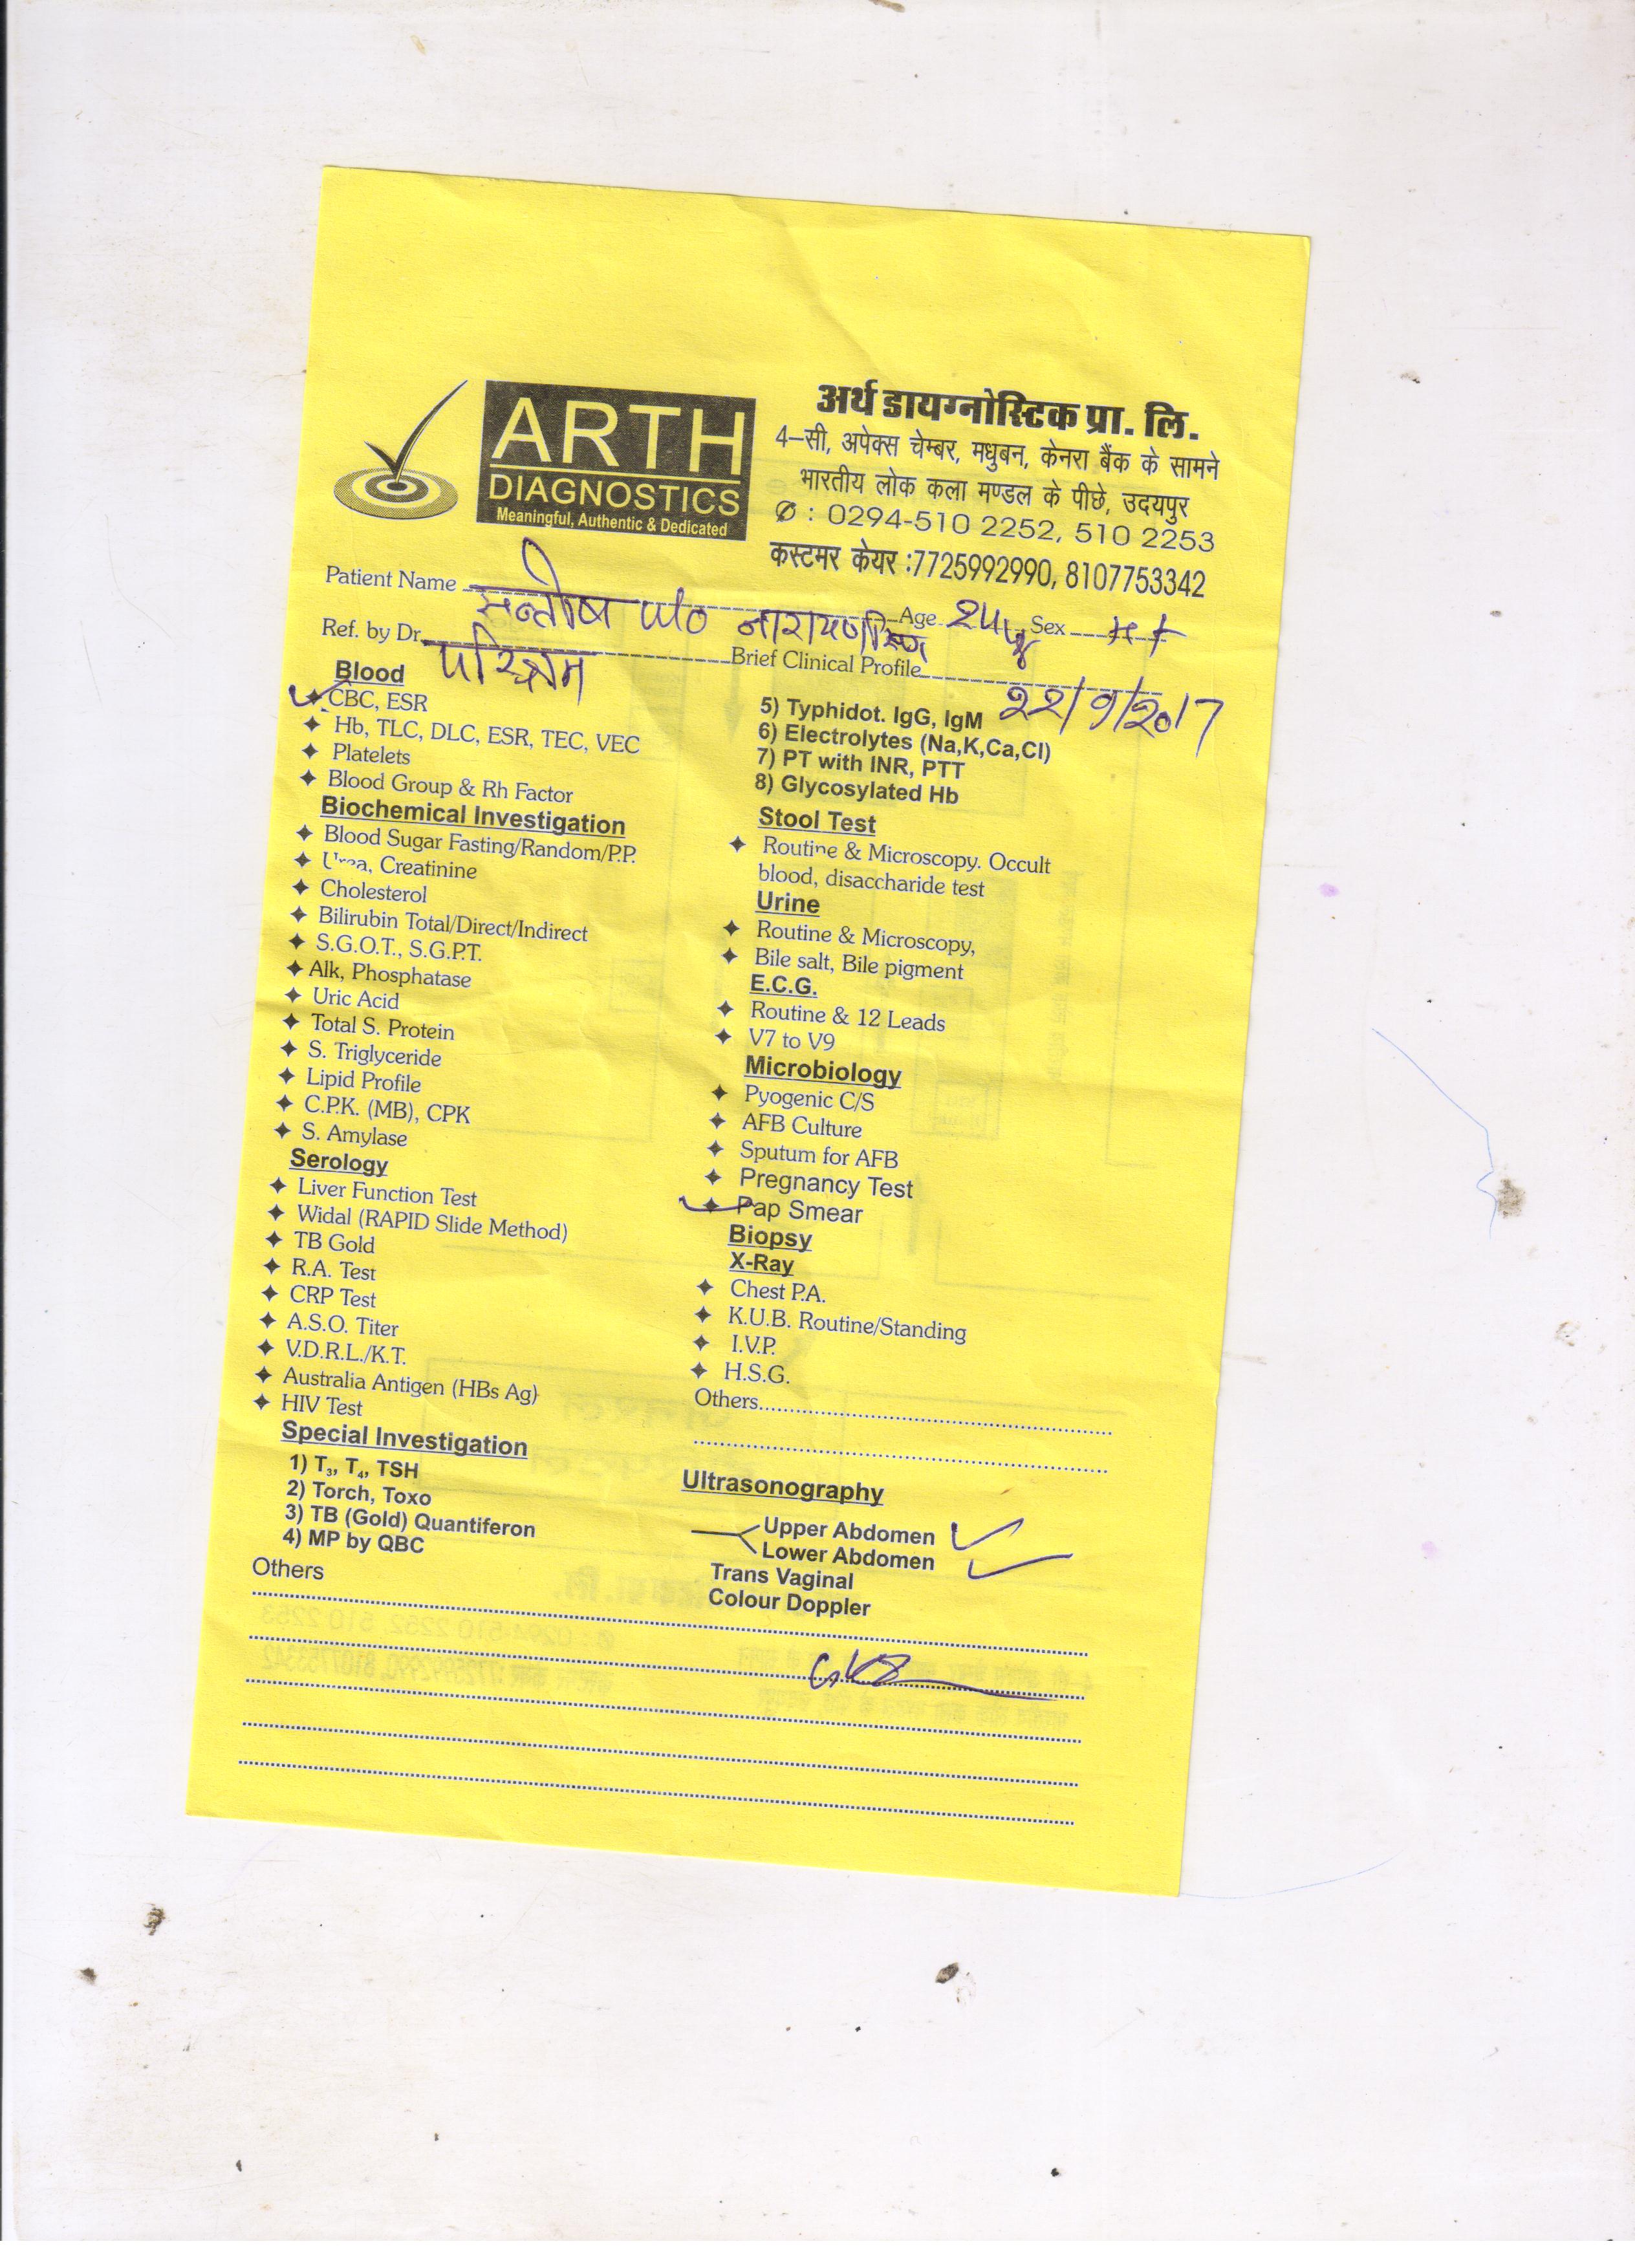 ARTH
DIAGNOSTICS
Meaningful, Authentic & Dedicated
अर्थ डायग्नोस्टिक प्रा. लि.
4–सी, अपेक्स चेम्बर, मधुबन, केनरा बैंक के सामने
भारतीय लोक कला मण्डल के पीछे, उदयपुर
: 0294-510 2252, 510 2253
कस्टमर केयर :7725992990, 8107753342
Patient Name सन्तोष w/o Age Sex
Ref. by Dr. Brief Clinical Profile
22/9/2017
Blood
CBC, ESR
Hb, TLC, DLC, ESR, TEC, VEC
Platelets
Blood Group & Rh Factor
Biochemical Investigation
Blood Sugar Fasting/Random/P.P.
Urea, Creatinine
Cholesterol
Bilirubin Total/Direct/Indirect
S.G.O.T., S.G.P.T.
Alk, Phosphatase
Uric Acid
Total S. Protein
S. Triglyceride
Lipid Profile
C.P.K. (MB), CPK
S. Amylase
Serology
Liver Function Test
Widal (RAPID Slide Method)
TB Gold
R.A. Test
CRP Test
A.S.O. Titer
V.D.R.L./K.T.
Australia Antigen (HBs Ag)
HIV Test
Special Investigation
1) T₃, T₄, TSH
2) Torch, Toxo
3) TB (Gold) Quantiferon
4) MP by QBC
Others
5) Typhidot. IgG, IgM
6) Electrolytes (Na,K,Ca,Cl)
7) PT with INR, PTT
8) Glycosylated Hb
Stool Test
Routine & Microscopy. Occult
blood, disaccharide test
Urine
Routine & Microscopy,
Bile salt, Bile pigment
E.C.G.
Routine & 12 Leads
V7 to V9
Microbiology
Pyogenic C/S
AFB Culture
Sputum for AFB
Pregnancy Test
Pap Smear
Biopsy
X-Ray
Chest P.A.
K.U.B. Routine/Standing
I.V.P.
H.S.G.
Others
Ultrasonography
Upper Abdomen
Lower Abdomen
Trans Vaginal
Colour Doppler